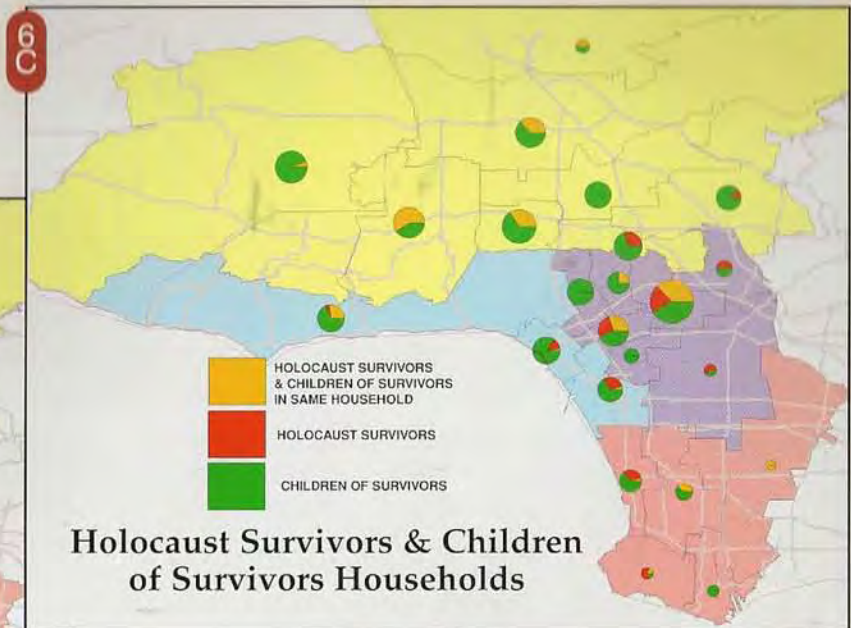 6
C
HOLOCAUST SURVIVORS
& CHILDREN OF SURVIVORS
IN SAME HOUSEHOLD
HOLOCAUST SURVIVORS
CHILDREN OF SURVIVORS
Holocaust Survivors & Children
of Survivors Households